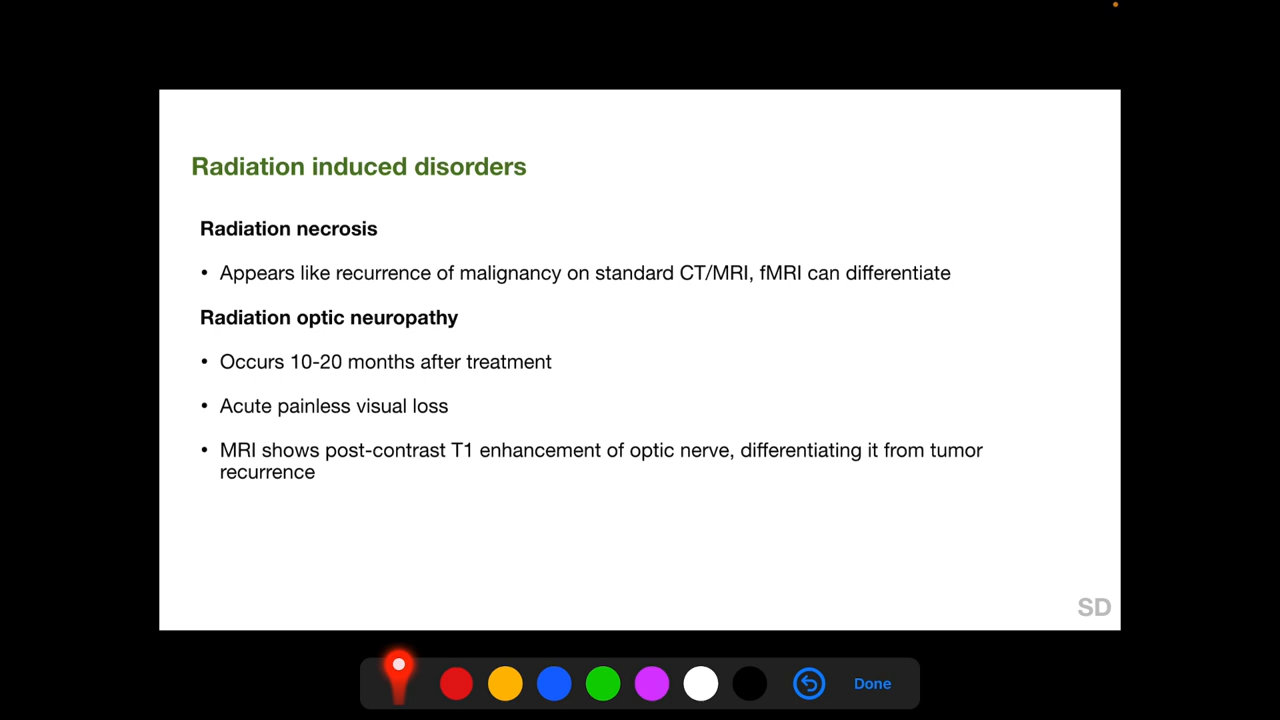 Radiation induced disorders
Radiation necrosis
• Appears like recurrence of malignancy on standard CT/MRI, fMRI can differentiate
Radiation optic neuropathy
• Occurs 10-20 months after treatment
• Acute painless visual loss
• MRI shows post-contrast T1 enhancement of optic nerve, differentiating it from tumor
recurrence
SD
Done